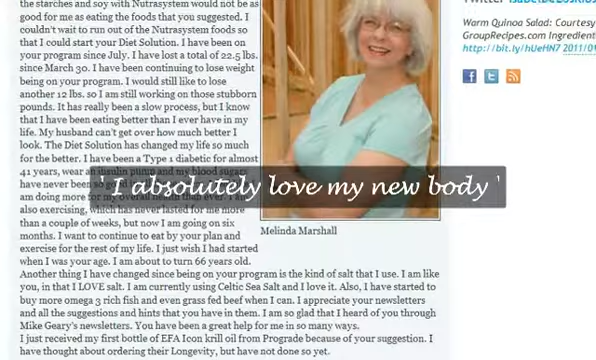 the starches and soy with Nutrasystem would not be as
good for me as eating the foods that you suggested. I
couldn't wait to run out of the Nutrasystem foods so
that I could start your Diet Solution. I have been on
your program since July. I have lost a total of 22.5 lbs.
since March 30. I have been continuing to lose weight
being on your program. I would still like to lose
another 12 lbs. so I am still working on those stubborn
pounds. It has really been a slow process, but I know
that I have been eating better than I ever have in my
life. My husband can't get over how much better I
look. The Diet Solution has changed my life so much
for the better. I have been a Type 1 diabetic for almost
41 years, wear an insulin pump and my blood sugars
have never been so good
am doing more for my overall health than ever. I am
also exercising, which has never lasted for me more
than a couple of weeks, but now I am going on six
months. I want to continue to eat by your plan and
exercise for the rest of my life. I just wish I had started
when I was your age. I am about to turn 66 years old.
Another thing I have changed since being on your program is the kind of salt that I use. I am like
you, in that I LOVE salt. I am currently using Celtic Sea Salt and I love it. Also, I have started to
buy more omega 3 rich fish and even grass fed beef when I can. I appreciate your newsletters
and all the suggestions and hints that you have in them. I am so glad that I heard of you through
Mike Geary's newsletters. You have been a great help for me in so many ways.
I just received my first bottle of EFA Icon krill oil from Prograde because of your suggestion. I
have thought about ordering their Longevity, but have not done so yet.
' I absolutely love my new body '
Melinda Marshall
Warm Quinoa Salad: Courtesy
GroupRecipes.com Ingredient
http://bit.ly/hUeHN7 2011/0